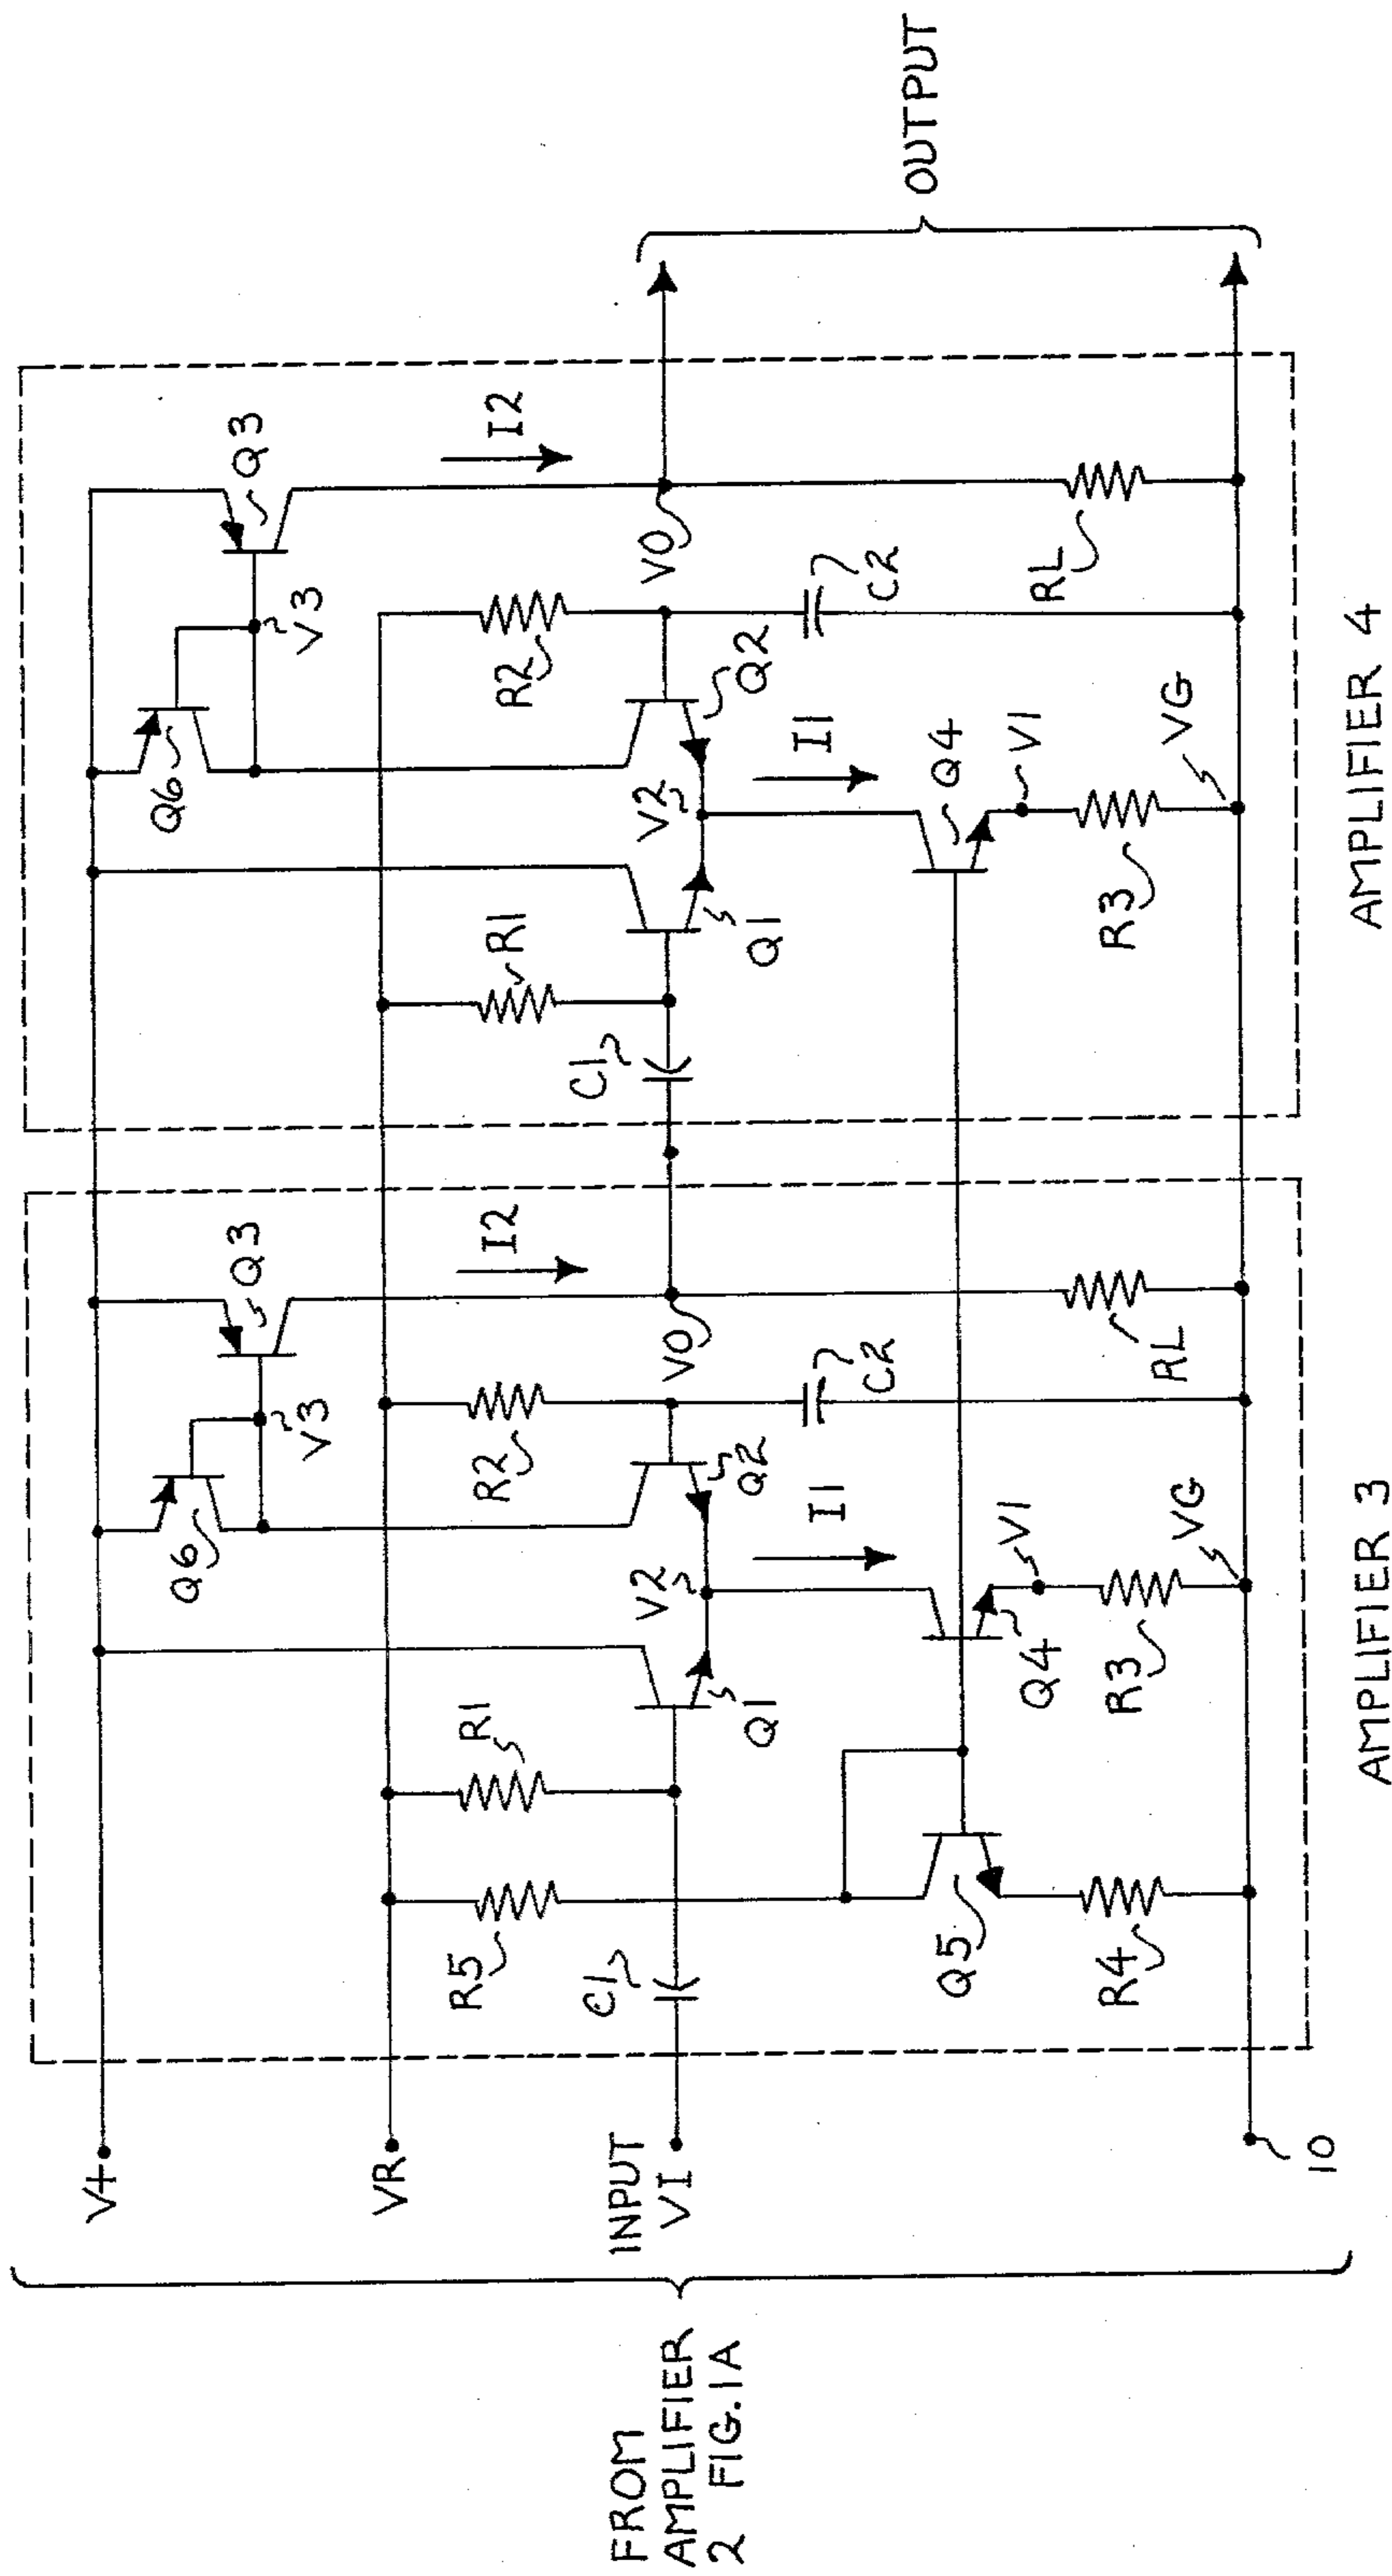 FROM
AMPLIFIER
2 FIG.1A
V+
VR
INPUT
VI
10
R5
C1
R1
Q1
Q5
R4
Q6
V3
Q3
I2
R2
Q2
V2
I1
VO
C2
Q4
V1
R3
VG
RL
AMPLIFIER 3
C1
R1
Q1
Q6
V3
Q3
I2
R2
Q2
V2
I1
VO
C2
Q4
V1
R3
VG
RL
AMPLIFIER 4
OUTPUT